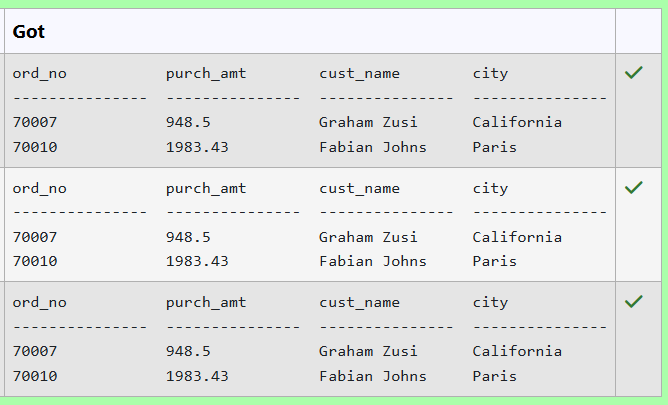 Got
ord_no           purch_amt        cust_name        city
---------------  ---------------  ---------------  ---------------
70007            948.5            Graham Zusi      California
70010            1983.43          Fabian Johns     Paris
ord_no           purch_amt        cust_name        city
---------------  ---------------  ---------------  ---------------
70007            948.5            Graham Zusi      California
70010            1983.43          Fabian Johns     Paris
ord_no           purch_amt        cust_name        city
---------------  ---------------  ---------------  ---------------
70007            948.5            Graham Zusi      California
70010            1983.43          Fabian Johns     Paris